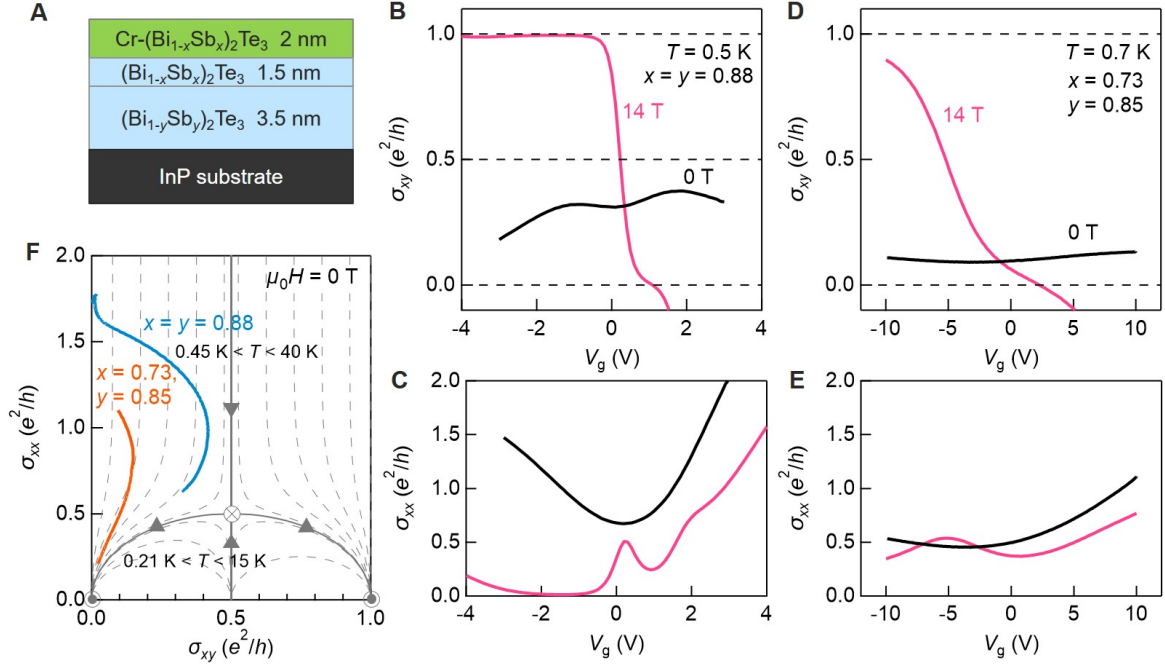 A
Cr-(Bi₁₋ₓSbₓ)₂Te₃ 2 nm
(Bi₁₋ₓSbₓ)₂Te₃ 1.5 nm
(Bi₁₋ySby)₂Te₃ 3.5 nm
InP substrate
B
σxy (e²/h)
1.0
0.5
0.0
T = 0.5 K
x = y = 0.88
14 T
0 T
-4 -2 0 2 4
Vg (V)
D
σxy (e²/h)
1.0
0.5
0.0
T = 0.7 K
x = 0.73
y = 0.85
14 T
0 T
-10 -5 0 5 10
Vg (V)
F
σxx (e²/h)
2.0
1.5
1.0
0.5
0.0
μ₀H = 0 T
x = y = 0.88
0.45 K < T < 40 K
x = 0.73,
y = 0.85
0.21 K < T < 15 K
0.0 0.5 1.0
σxy (e²/h)
C
σxx (e²/h)
2.0
1.5
1.0
0.5
0.0
-4 -2 0 2 4
Vg (V)
E
σxx (e²/h)
2.0
1.5
1.0
0.5
0.0
-10 -5 0 5 10
Vg (V)